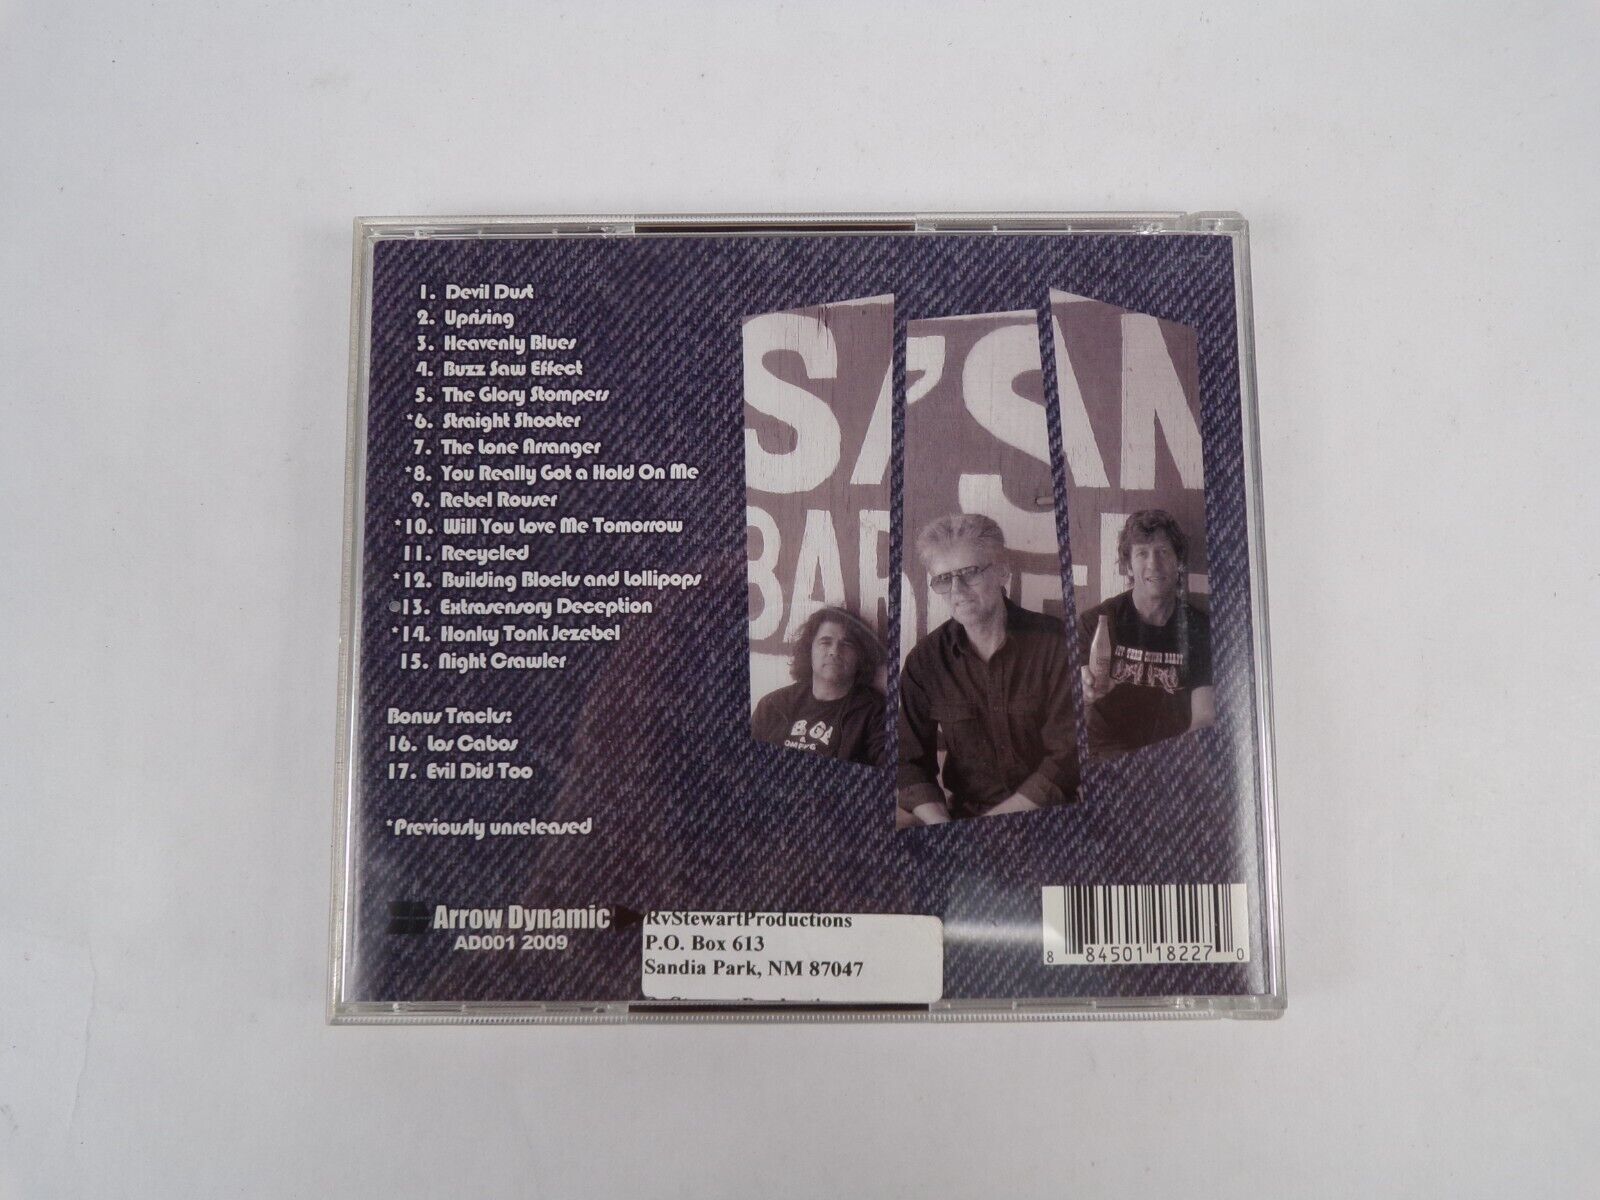 1. Devil Dust
2. Uprising
3. Heavenly Blues
4. Buzz Saw Effect
5. The Glory Stompers
*6. Straight Shooter
7. The Lone Arranger
*8. You Really Got a Hold On Me
9. Rebel Rouser
*10. Will You Love Me Tomorrow
11. Recycled
*12. Building Blocks and Lollipops
13. Extrasensory Deception
*14. Honky Tonk Jezebel
15. Night Crawler
Bonus Tracks:
16. Los Cabos
17. Evil Did Too
*Previously unreleased
Arrow Dynamic
AD001 2009
RvStewartProductions
P.O. Box 613
Sandia Park, NM 87047
8 84501 18227 0